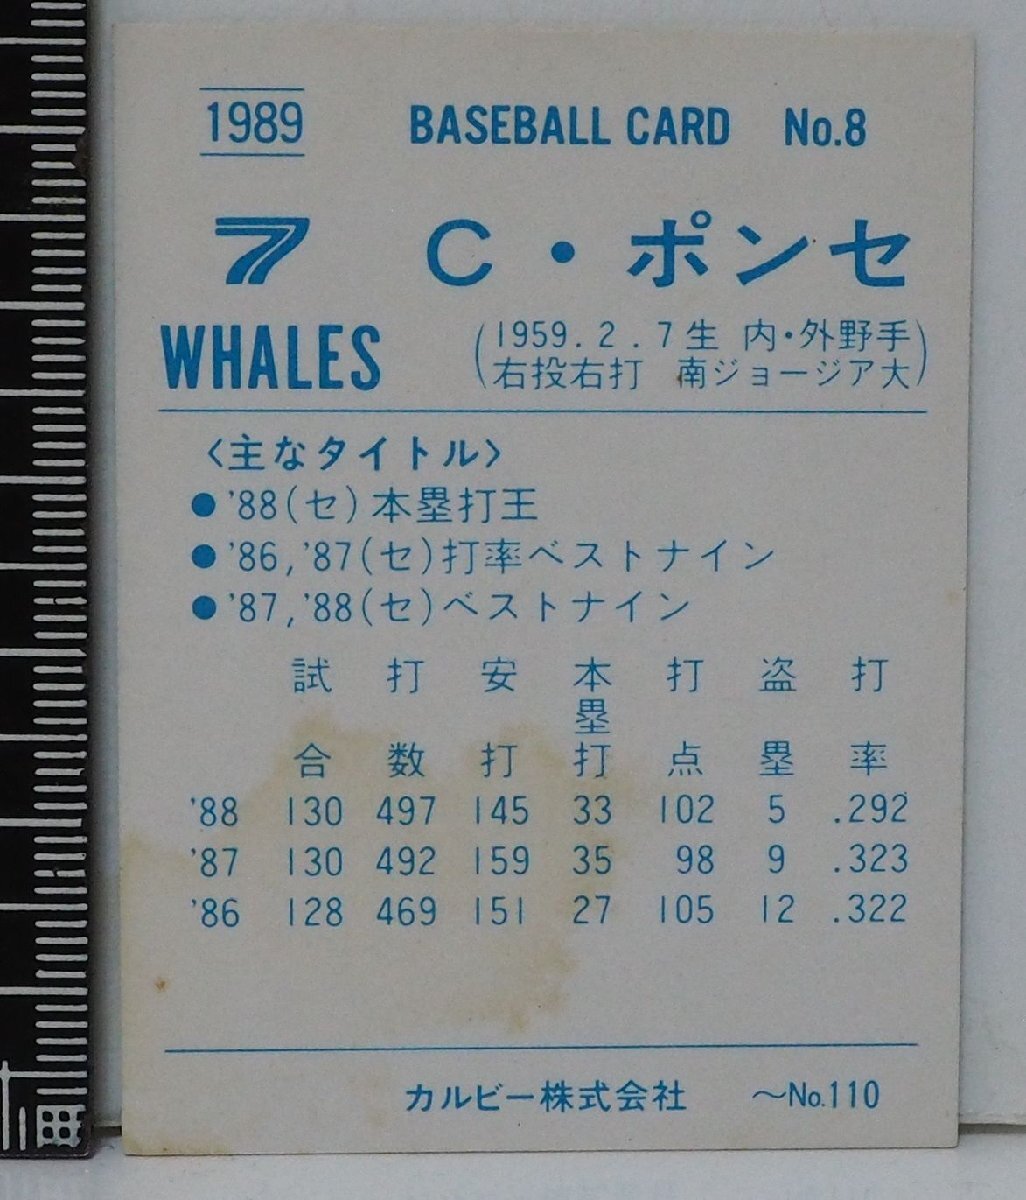 1989 BASEBALL CARD No.8
7 C・ポンセ
WHALES
(1959.2.7生 内・外野手
右投右打 南ジョージア大)
〈主なタイトル〉
●'88(セ)本塁打王
●'86,'87(セ)打率ベストナイン
●'87,'88(セ)ベストナイン
試合 打数 安打 本塁打 打点 盗塁 打率
'88 130 497 145 33 102 5 .292
'87 130 492 159 35 98 9 .323
'86 128 469 151 27 105 12 .322
カルビー株式会社 〜No.110